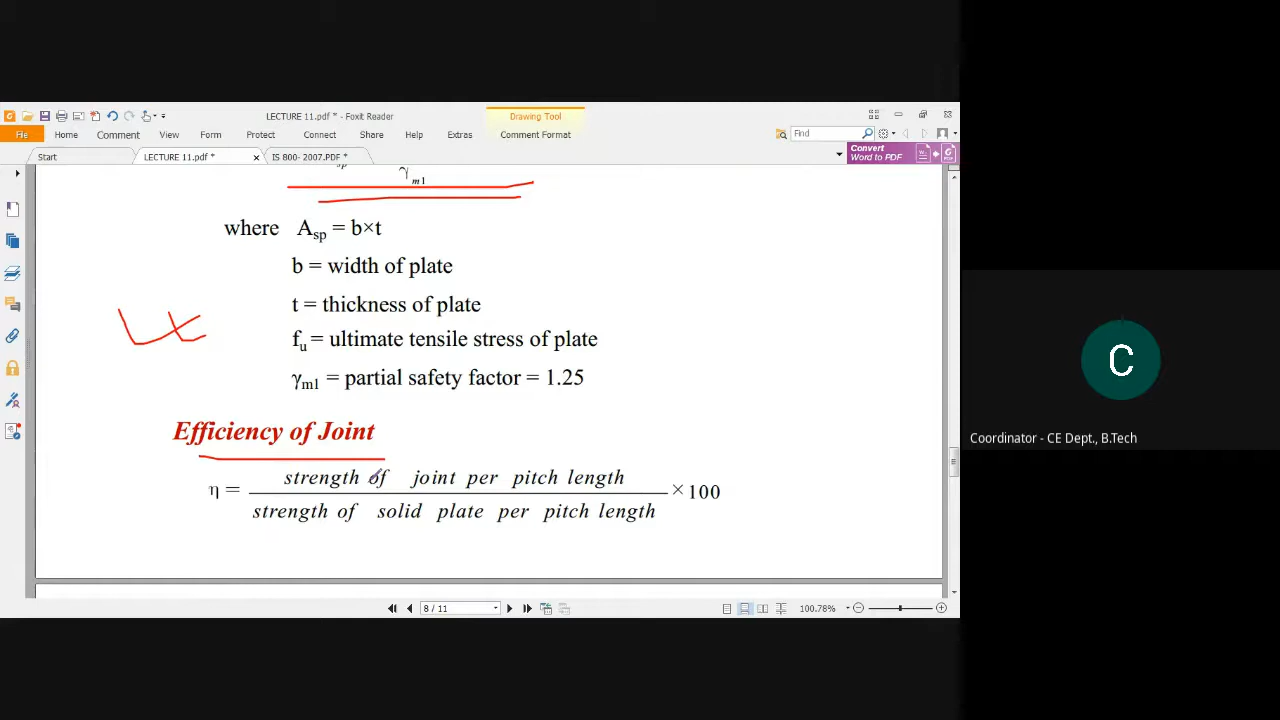 LECTURE 11.pdf * - Foxit Reader
Drawing Tool
File Home Comment View Form Protect Connect Share Help Extras Comment Format
Find
Start LECTURE 11.pdf * IS 800- 2007.PDF *
Convert
Word to PDF
γm1
where Asp = b×t
b = width of plate
t = thickness of plate
fu = ultimate tensile stress of plate
γm1 = partial safety factor = 1.25
Efficiency of Joint
strength of joint per pitch length
η = ×100
strength of solid plate per pitch length
8 / 11
100.78%
C
Coordinator - CE Dept., B.Tech